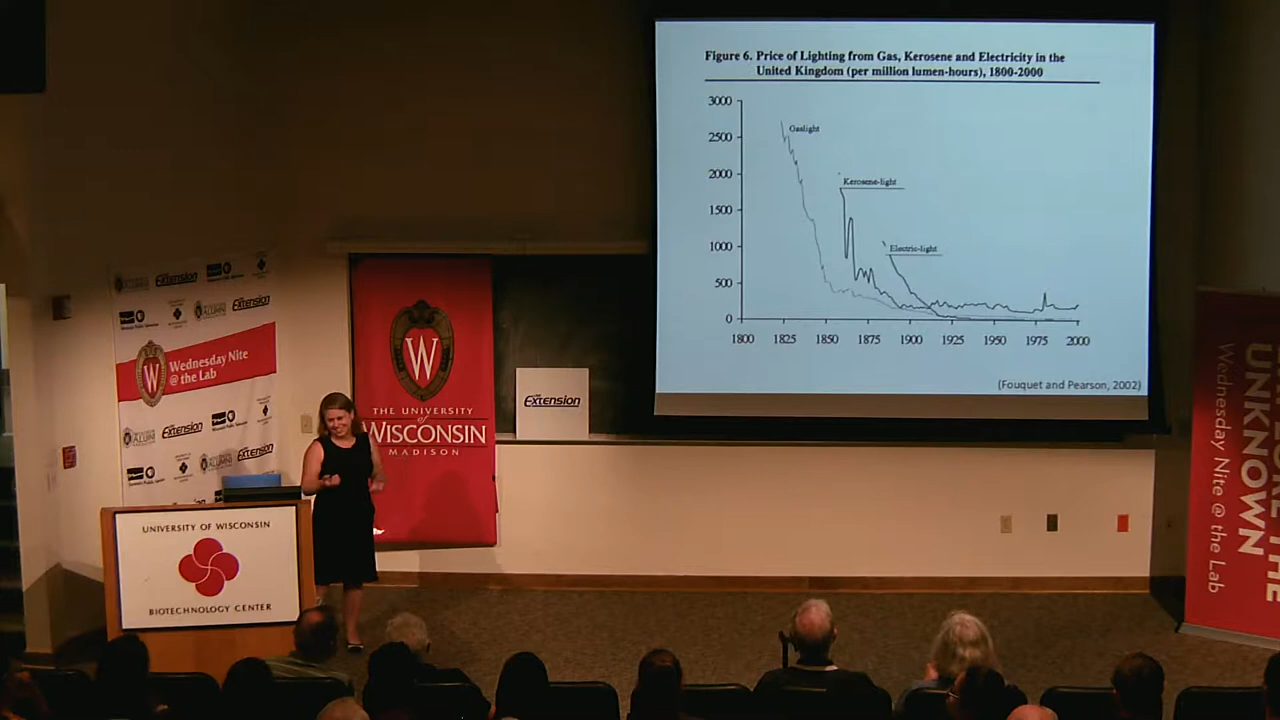 Figure 6. Price of Lighting from Gas, Kerosene and Electricity in the
United Kingdom (per million lumen-hours), 1800-2000
3000
2500
2000
1500
1000
500
0
Gaslight
Kerosene-light
Electric-light
1800 1825 1850 1875 1900 1925 1950 1975 2000
(Fouquet and Pearson, 2002)
Extension
Extension
Wednesday Nite
@ the Lab
Extension
Extension
W
THE UNIVERSITY
of
WISCONSIN
MADISON
Extension
UNIVERSITY OF WISCONSIN
BIOTECHNOLOGY CENTER
UNKNOWN
Wednesday Nite @ the Lab